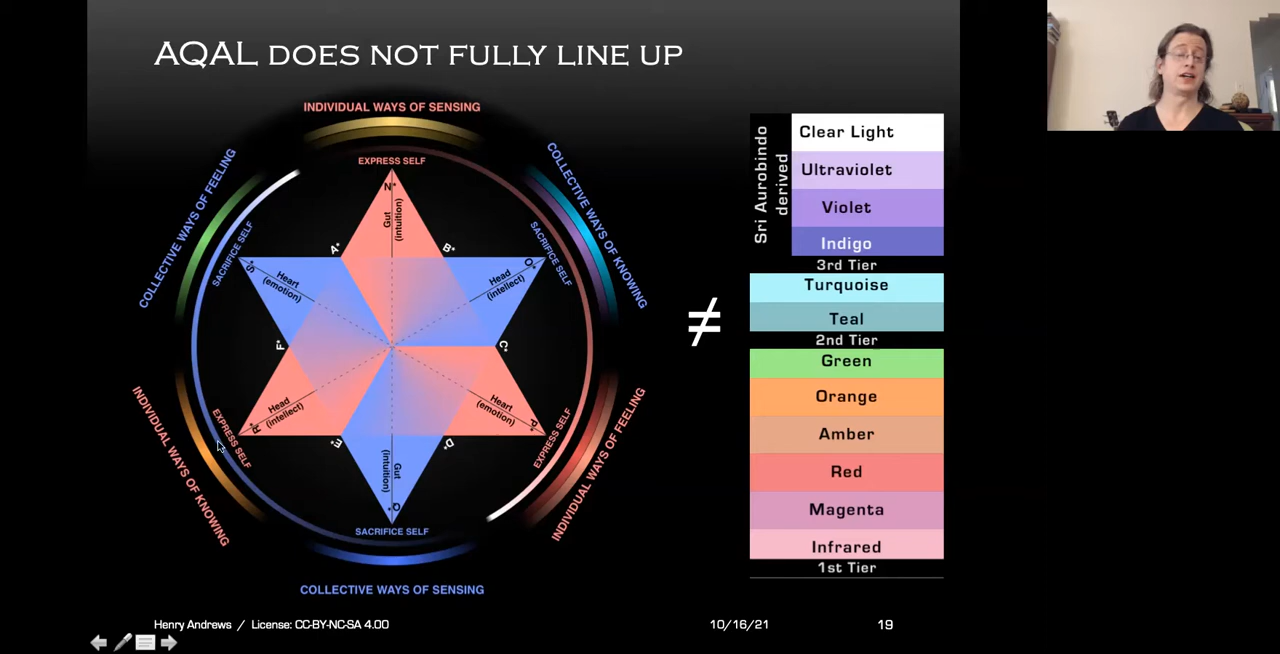 AQAL DOES NOT FULLY LINE UP
INDIVIDUAL WAYS OF SENSING
COLLECTIVE WAYS OF FEELING
COLLECTIVE WAYS OF KNOWING
EXPRESS SELF
SACRIFICE SELF
SACRIFICE SELF
N*
Gut
(intuition)
A*
B*
S*
Heart
(emotion)
O*
Head
(intellect)
F*
C*
R*
Head
(intellect)
P*
Heart
(emotion)
E*
D*
Gut
(intuition)
Q*
EXPRESS SELF
EXPRESS SELF
SACRIFICE SELF
INDIVIDUAL WAYS OF KNOWING
INDIVIDUAL WAYS OF FEELING
COLLECTIVE WAYS OF SENSING
≠
Sri Aurobindo
derived
Clear Light
Ultraviolet
Violet
Indigo
3rd Tier
Turquoise
Teal
2nd Tier
Green
Orange
Amber
Red
Magenta
Infrared
1st Tier
Henry Andrews / License: CC-BY-NC-SA 4.00
10/16/21
19